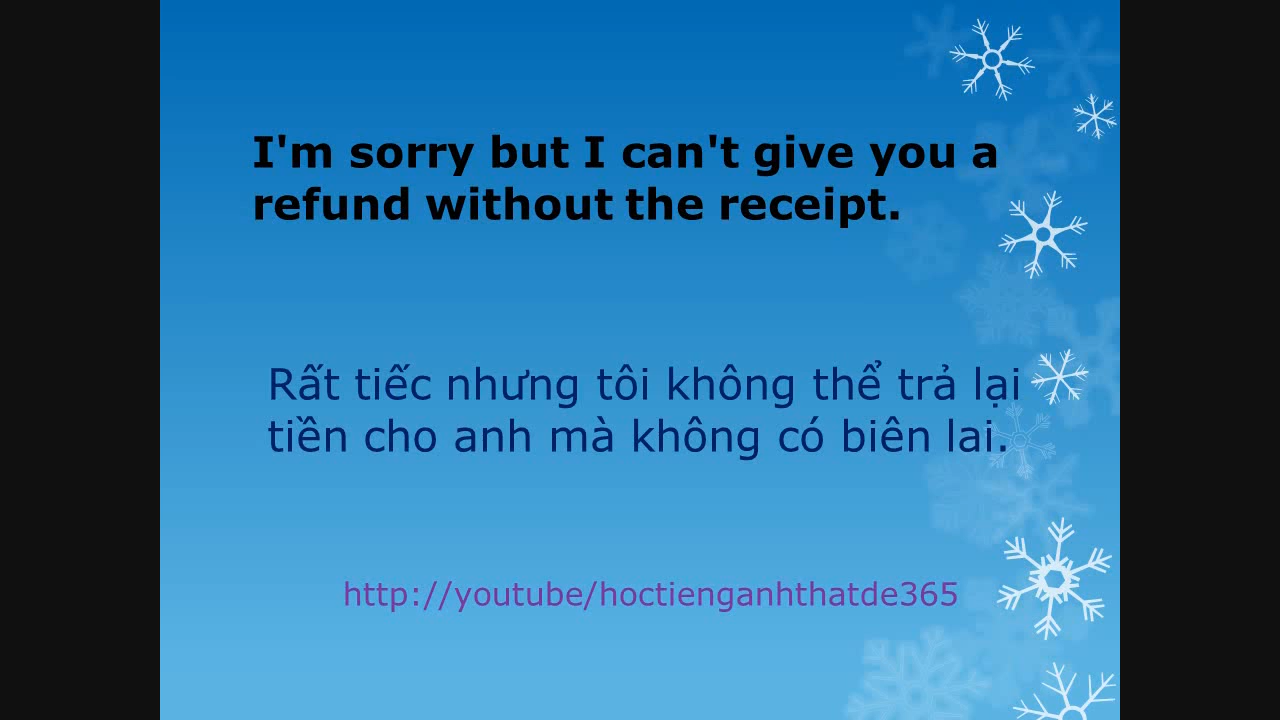 I'm sorry but I can't give you a
refund without the receipt.
Rất tiếc nhưng tôi không thể trả lại
tiền cho anh mà không có biên lai.
http://youtube/hoctienganhthatde365